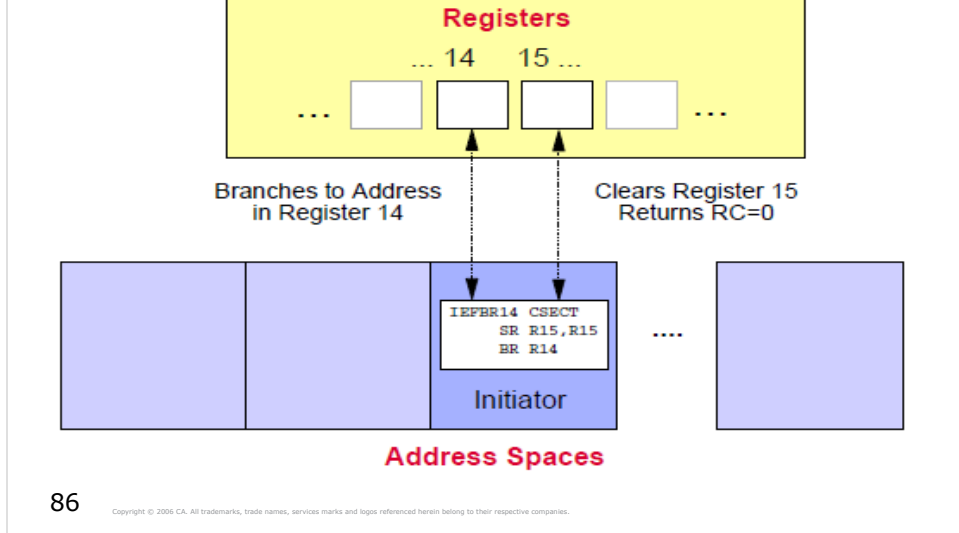 Registers
... 14 15 ...
... ...
Branches to Address
in Register 14
Clears Register 15
Returns RC=0
IEFBR14 CSECT
SR R15,R15
BR R14
....
Initiator
Address Spaces
86
Copyright © 2006 CA. All trademarks, trade names, services marks and logos referenced herein belong to their respective companies.